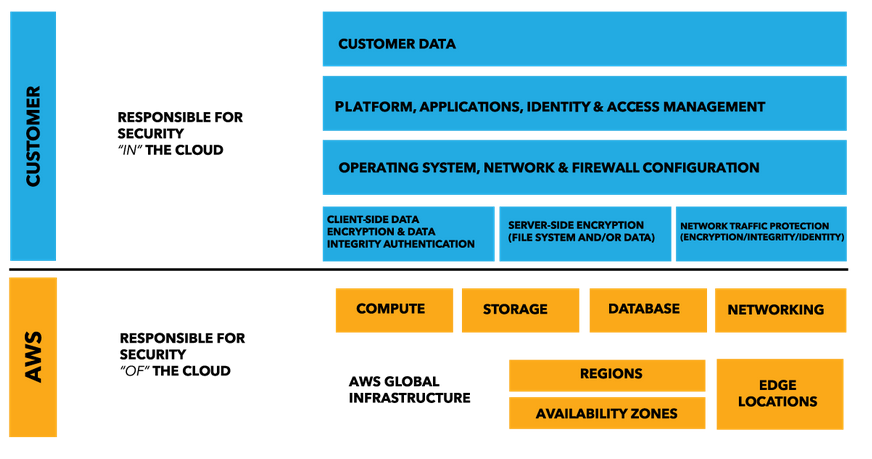 CUSTOMER
RESPONSIBLE FOR
SECURITY
“IN” THE CLOUD
CUSTOMER DATA
PLATFORM, APPLICATIONS, IDENTITY & ACCESS MANAGEMENT
OPERATING SYSTEM, NETWORK & FIREWALL CONFIGURATION
CLIENT-SIDE DATA
ENCRYPTION & DATA
INTEGRITY AUTHENTICATION
SERVER-SIDE ENCRYPTION
(FILE SYSTEM AND/OR DATA)
NETWORK TRAFFIC PROTECTION
(ENCRYPTION/INTEGRITY/IDENTITY)
AWS
RESPONSIBLE FOR
SECURITY
“OF” THE CLOUD
COMPUTE
STORAGE
DATABASE
NETWORKING
AWS GLOBAL
INFRASTRUCTURE
REGIONS
AVAILABILITY ZONES
EDGE
LOCATIONS